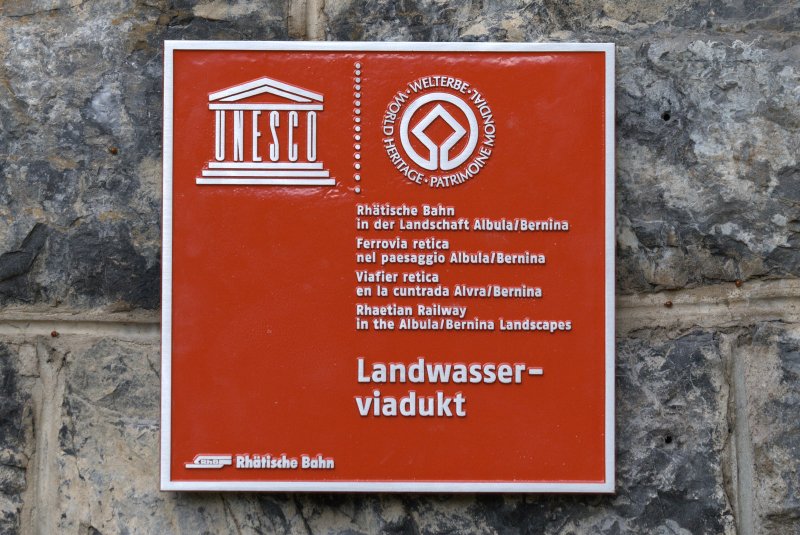 UNESCO
WELTERBE · WORLD HERITAGE · PATRIMOINE MONDIAL ·
Rhätische Bahn
in der Landschaft Albula/Bernina
Ferrovia retica
nel paesaggio Albula/Bernina
Viafier retica
en la cuntrada Alvra/Bernina
Rhaetian Railway
in the Albula/Bernina Landscapes
Landwasser-
viadukt
RhB Rhätische Bahn